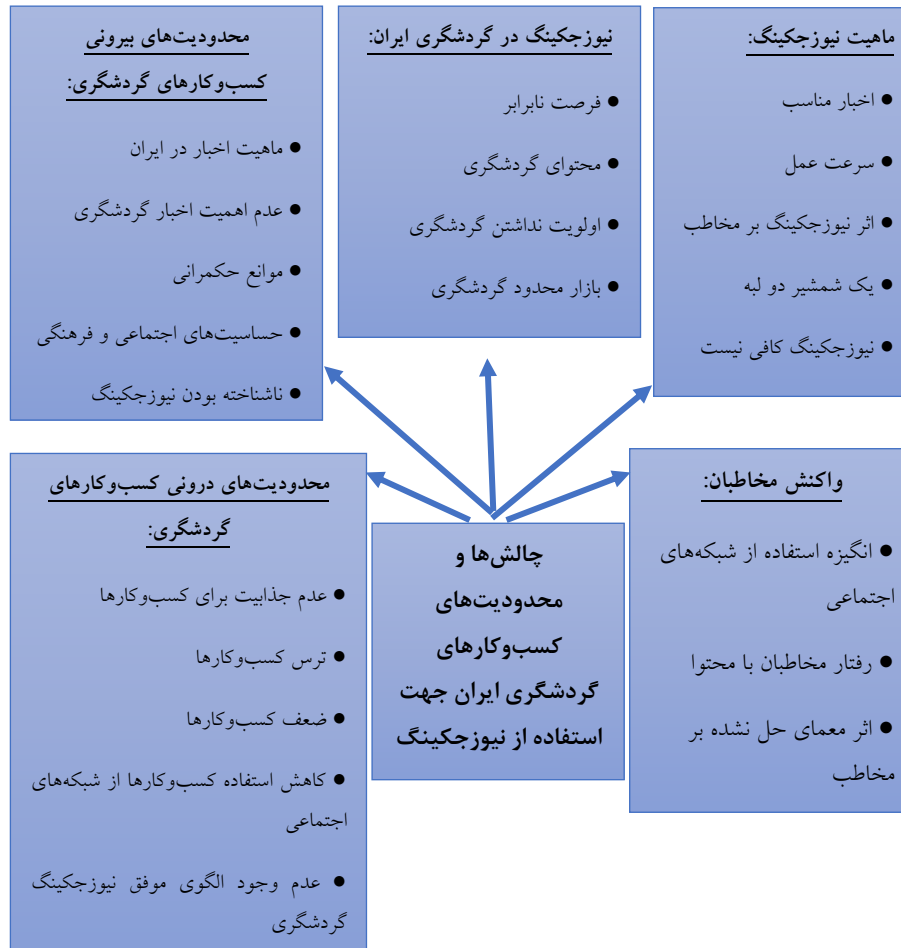 ماهیت نیوزجکینگ:
● اخبار مناسب
● سرعت عمل
● اثر نیوزجکینگ بر مخاطب
● یک شمشیر دو لبه
● نیوزجکینگ کافی نیست
نیوزجکینگ در گردشگری ایران:
● فرصت نابرابر
● محتوای گردشگری
● اولویت نداشتن گردشگری
● بازار محدود گردشگری
محدودیت‌های بیرونی
کسب‌وکارهای گردشگری:
● ماهیت اخبار در ایران
● عدم اهمیت اخبار گردشگری
● موانع حکمرانی
● حساسیت‌های اجتماعی و فرهنگی
● ناشناخته بودن نیوزجکینگ
واکنش مخاطبان:
● انگیزه استفاده از شبکه‌های
اجتماعی
● رفتار مخاطبان با محتوا
● اثر معمای حل نشده بر
مخاطب
چالش‌ها و
محدودیت‌های
کسب‌وکارهای
گردشگری ایران جهت
استفاده از نیوزجکینگ
محدودیت‌های درونی کسب‌وکارهای
گردشگری:
● عدم جذابیت برای کسب‌وکارها
● ترس کسب‌وکارها
● ضعف کسب‌وکارها
● کاهش استفاده کسب‌وکارها از شبکه‌های
اجتماعی
● عدم وجود الگوی موفق نیوزجکینگ
گردشگری